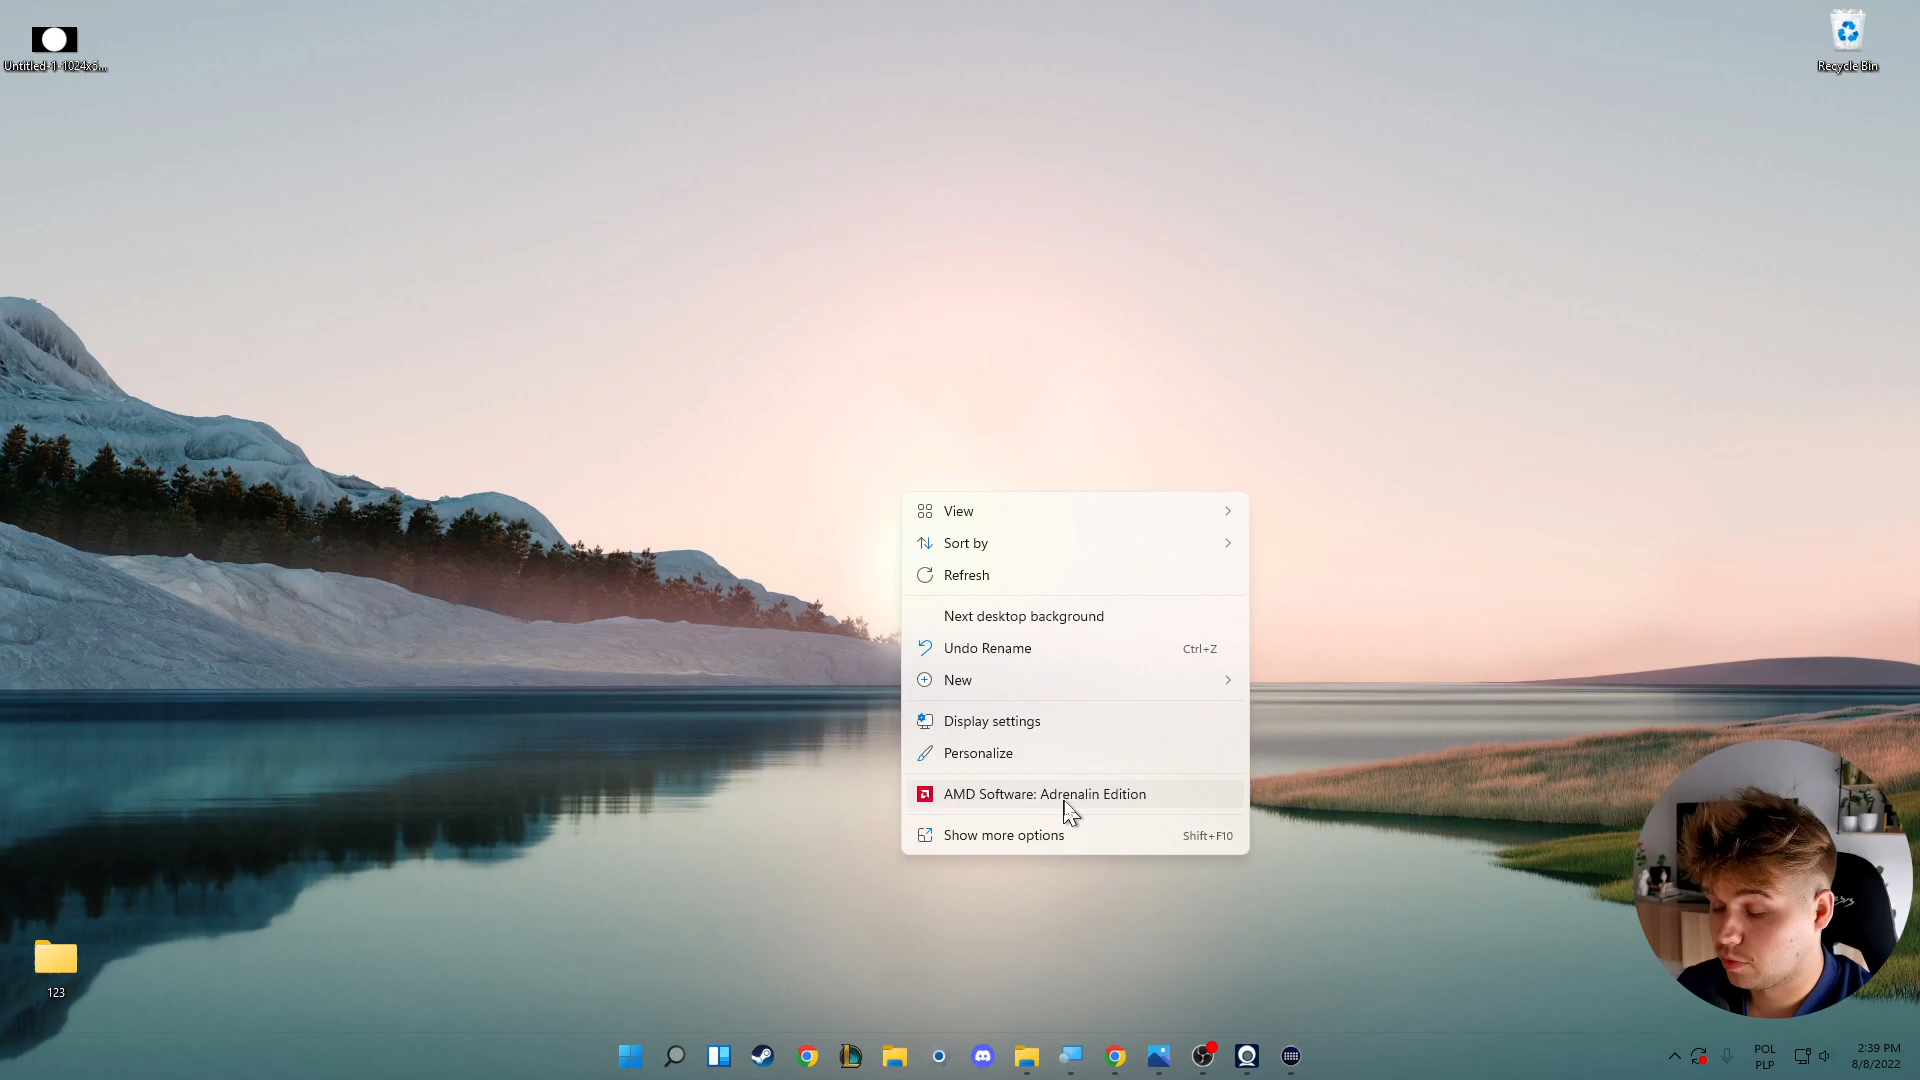 Untitled-1-1024x5...
Recycle Bin
View
Sort by
Refresh
Next desktop background
Undo Rename Ctrl+Z
New
Display settings
Personalize
AMD Software: Adrenalin Edition
Show more options Shift+F10
123
POL
PLP
2:39 PM
8/8/2022